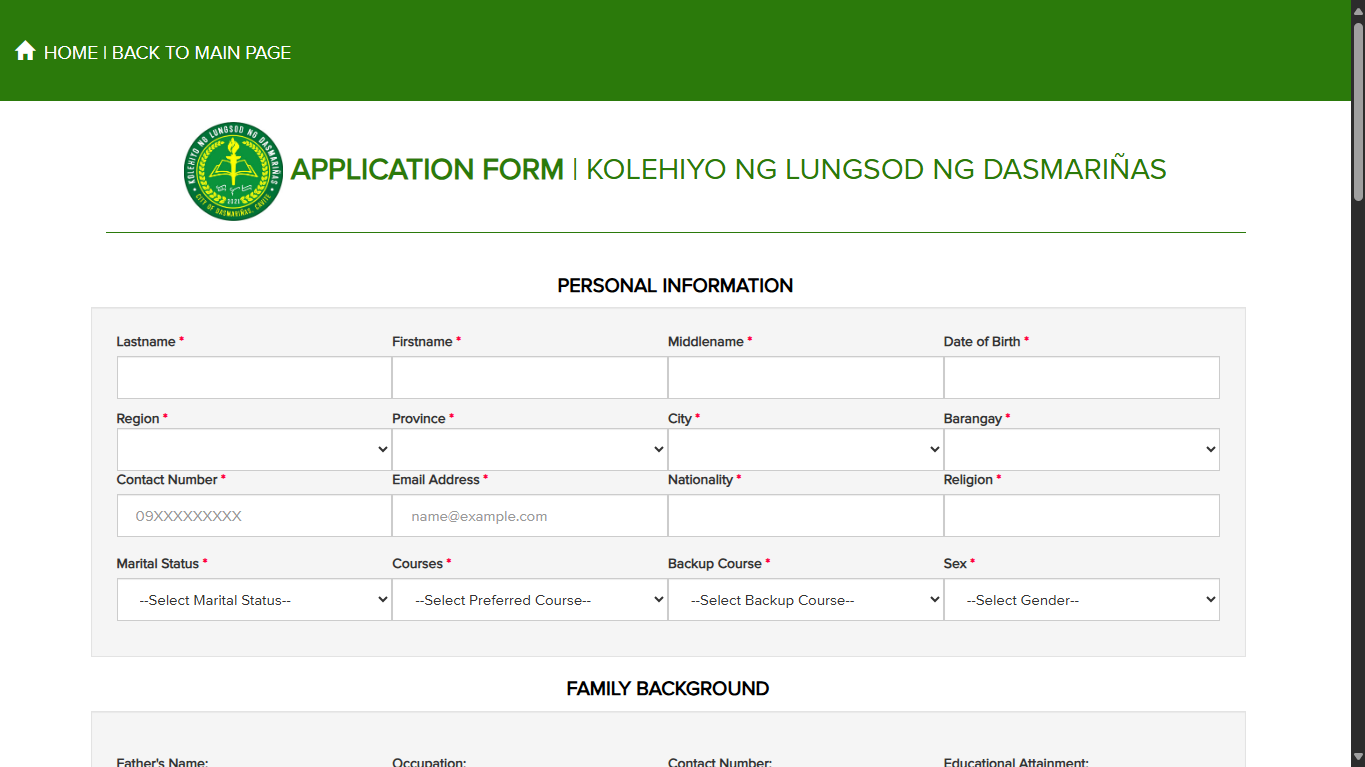 HOME | BACK TO MAIN PAGE
KOLEHIYO NG LUNGSOD NG DASMARIÑAS
2021
CITY OF DASMARIÑAS, CAVITE
APPLICATION FORM | KOLEHIYO NG LUNGSOD NG DASMARIÑAS
PERSONAL INFORMATION
Lastname * Firstname * Middlename * Date of Birth *
Region * Province * City * Barangay *
Contact Number * Email Address * Nationality * Religion *
09XXXXXXXXX name@example.com
Marital Status * Courses * Backup Course * Sex *
--Select Marital Status-- --Select Preferred Course-- --Select Backup Course-- --Select Gender--
FAMILY BACKGROUND
Father's Name: Occupation: Contact Number: Educational Attainment: